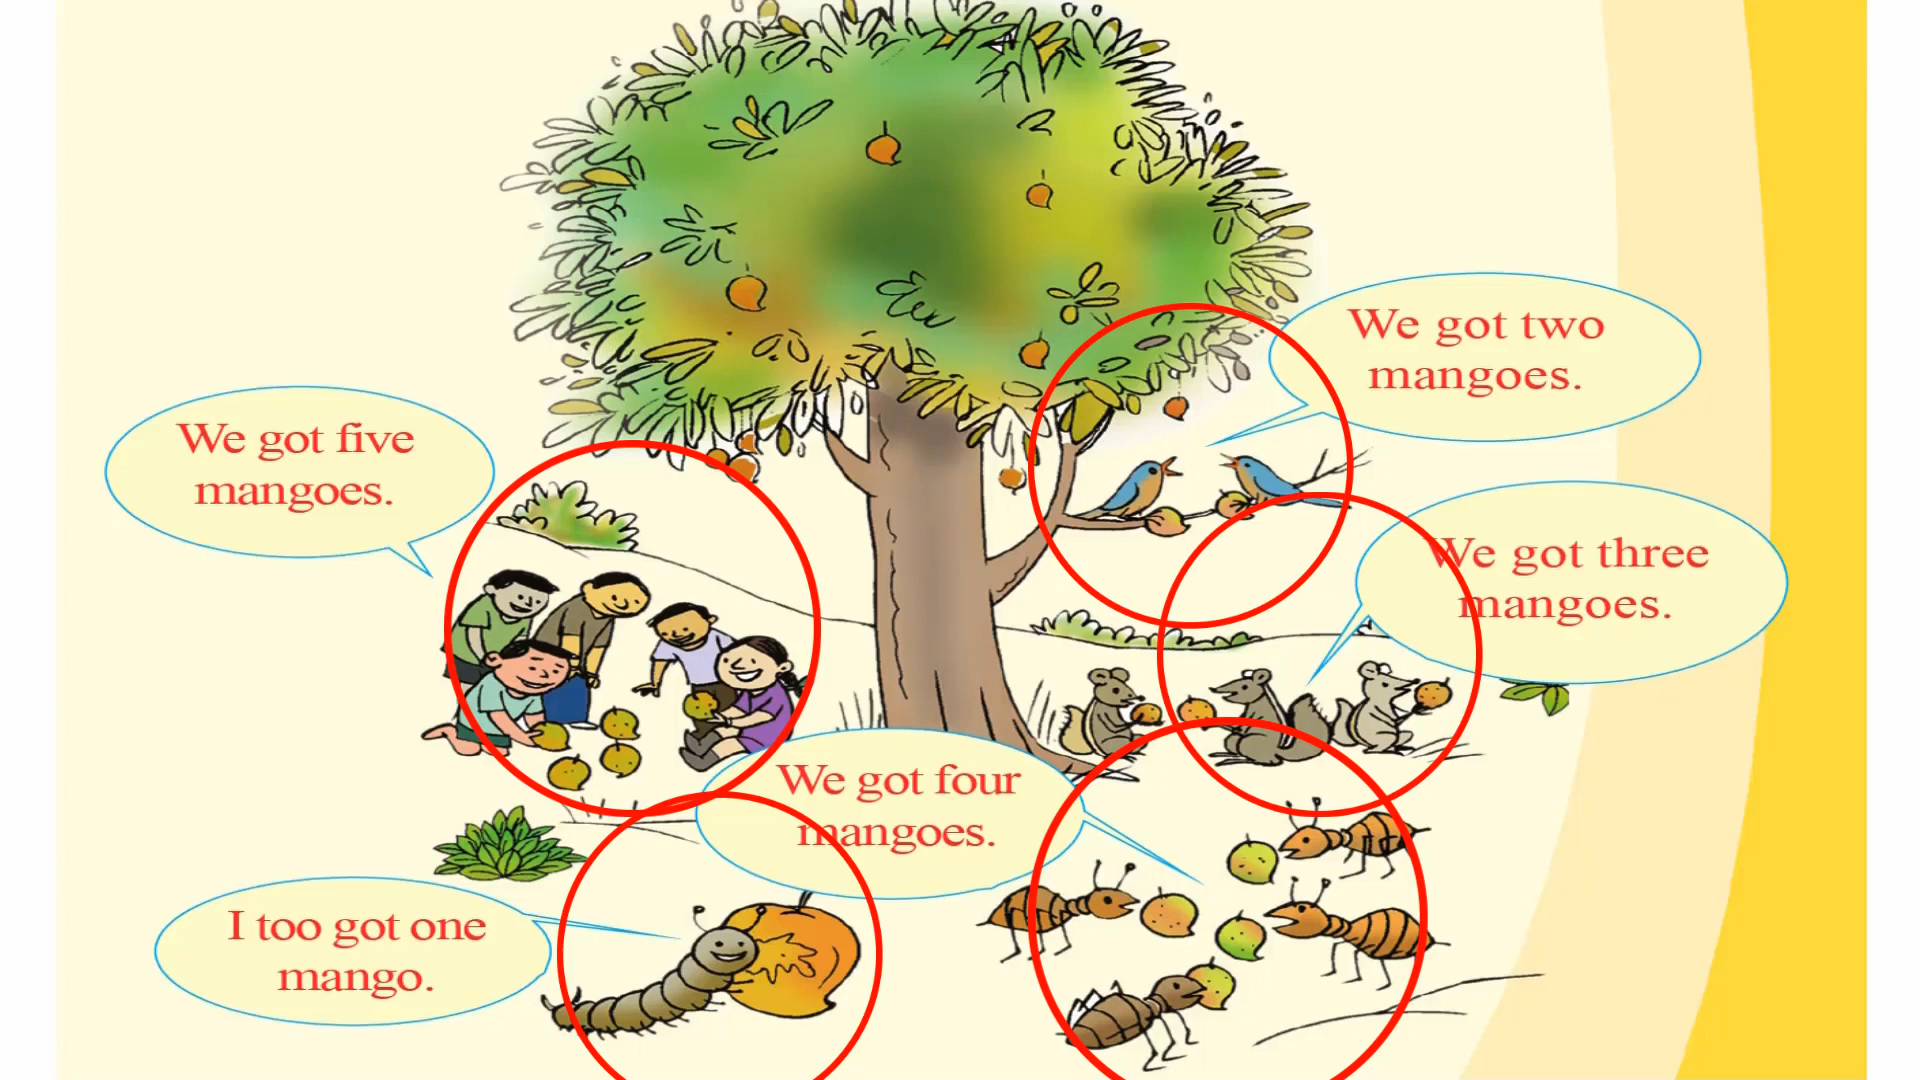 We got two
mangoes.
We got five
mangoes.
We got three
mangoes.
We got four
mangoes.
I too got one
mango.